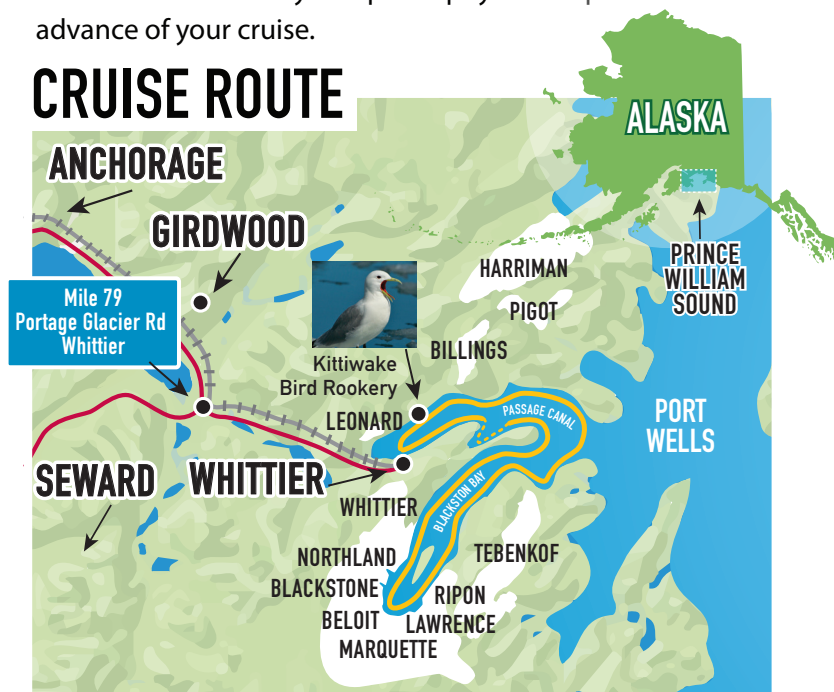 advance of your cruise.
CRUISE ROUTE
ALASKA
ANCHORAGE
GIRDWOOD
PRINCE
WILLIAM
SOUND
HARRIMAN
PIGOT
Mile 79
Portage Glacier Rd
Whittier
BILLINGS
Kittiwake
Bird Rookery
LEONARD
PASSAGE CANAL
PORT
WELLS
SEWARD
WHITTIER
WHITTIER
BLACKSTON BAY
NORTHLAND
TEBENKOF
BLACKSTONE
RIPON
BELOIT
LAWRENCE
MARQUETTE